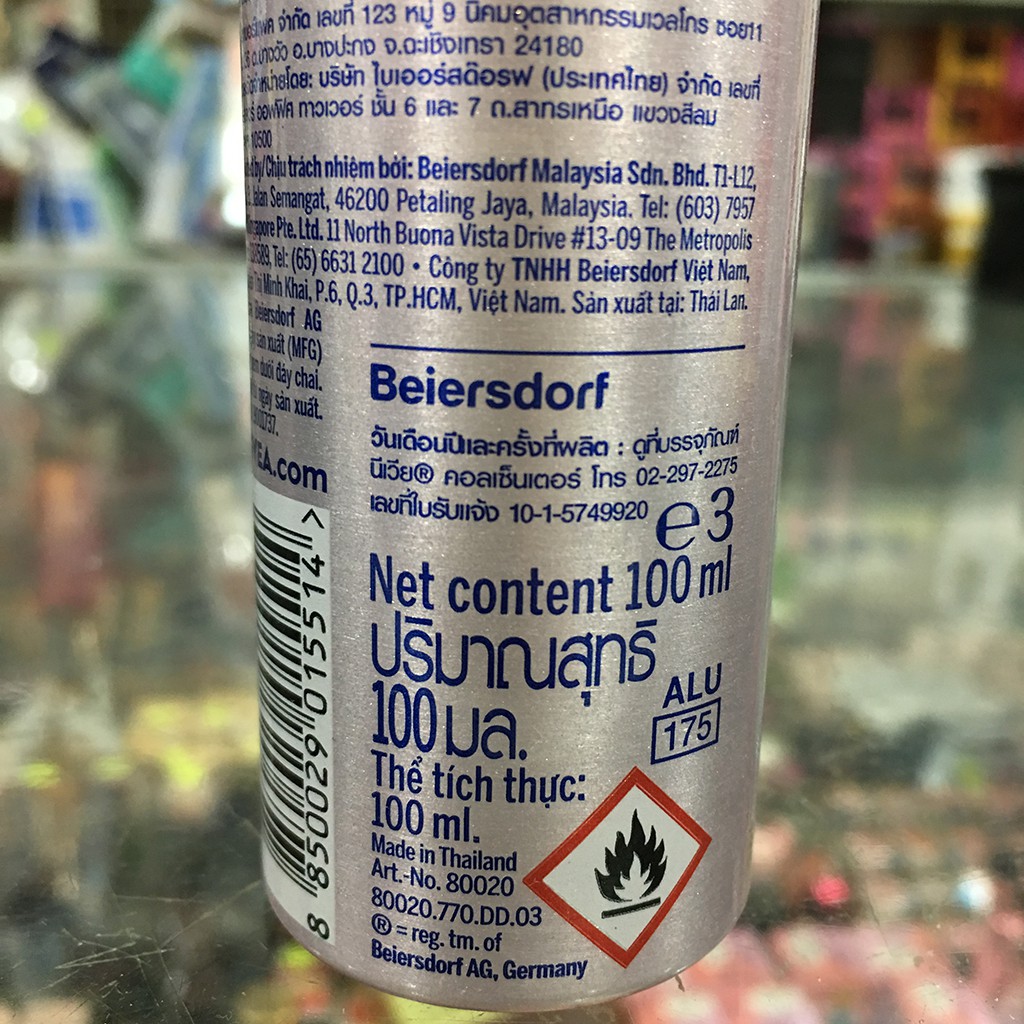 จำกัด เลขที่ 123 หมู่ 9 นิคมอุตสาหกรรมเวลโกร ซอย11
อ.บางปะกง จ.ฉะเชิงเทรา 24180
บริษัท ไบเออร์สด๊อรฟ (ประเทศไทย) จำกัด เลขที่
ออฟฟิศ ทาวเวอร์ ชั้น 6 และ 7 ถ.สาทรเหนือ แขวงสีลม
10500
by/Chịu trách nhiệm bởi: Beiersdorf Malaysia Sdn. Bhd. T1-L12,
Jalan Semangat, 46200 Petaling Jaya, Malaysia. Tel: (603) 7957
Pte. Ltd. 11 North Buona Vista Drive #13-09 The Metropolis
Tel: (65) 6631 2100 • Công ty TNHH Beiersdorf Việt Nam,
Thị Minh Khai, P.6, Q.3, TP.HCM, Việt Nam. Sản xuất tại: Thái Lan.
Beiersdorf AG
sản xuất (MFG)
dưới đáy chai.
ngày sản xuất.
Beiersdorf
วันเดือนปีและครั้งที่ผลิต : ดูที่บรรจุภัณฑ์
นีเวีย® คอลเซ็นเตอร์ โทร 02-297-2275
เลขที่ใบรับแจ้ง 10-1-5749920
℮ 3
Net content 100 ml
ปริมาณสุทธิ
100 มล.
Thể tích thực:
100 ml.
ALU
175
Made in Thailand
Art.-No. 80020
80020.770.DD.03
® = reg. tm. of
Beiersdorf AG, Germany
8 850029 015514 >